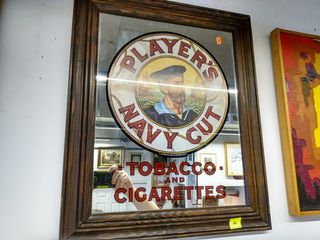 PLAYER'S
NAVY CUT
·TOBACCO·
AND
CIGARETTES